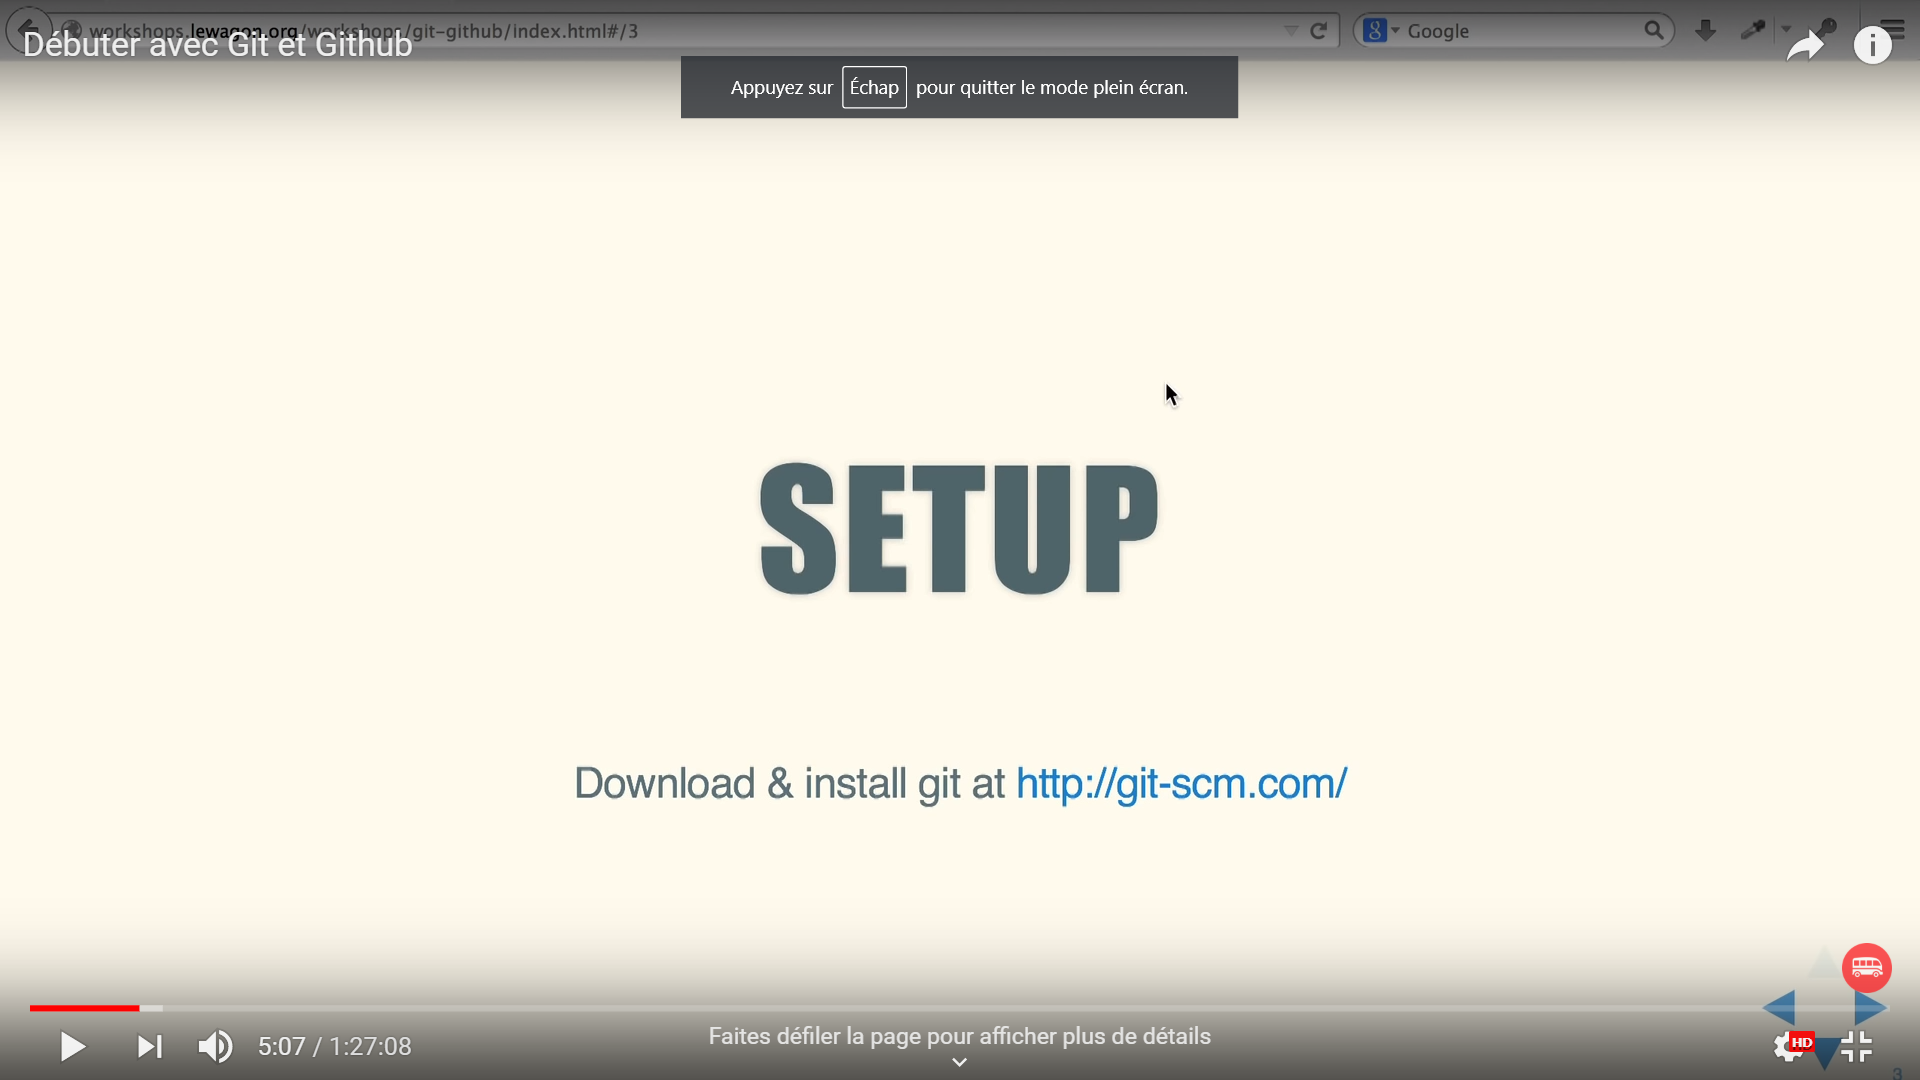 workshops.lewagon.org/workshops/git-github/index.html#/3
Google
Débuter avec Git et Github
Appuyez sur Échap pour quitter le mode plein écran.
SETUP
Download & install git at http://git-scm.com/
5:07 / 1:27:08
Faites défiler la page pour afficher plus de détails
HD
3